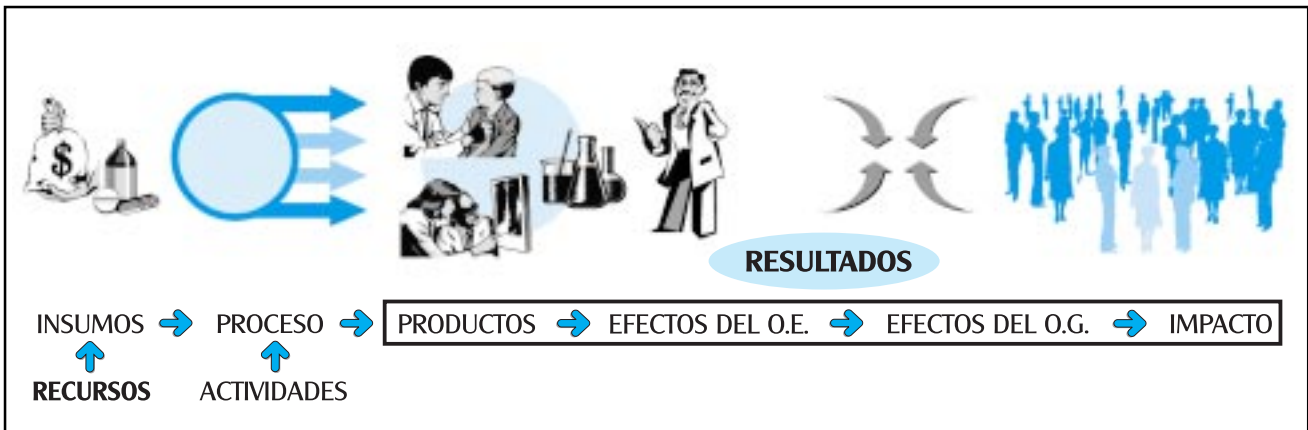 $
RESULTADOS
INSUMOS PROCESO PRODUCTOS EFECTOS DEL O.E. EFECTOS DEL O.G. IMPACTO
RECURSOS ACTIVIDADES